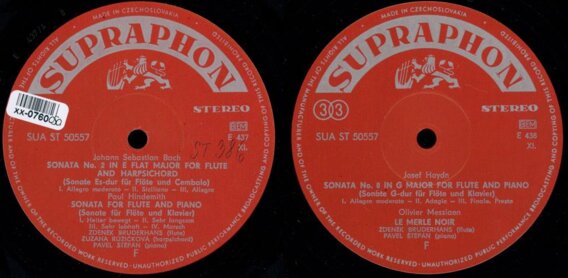 MADE IN CZECHOSLOVAKIA
SUPRAPHON
STEREO
XX-0760
SUA ST 50557
E 437
XI.
ST 386
Johann Sebastian Bach
SONATA No. 2 IN E FLAT MAJOR FOR FLUTE
AND HARPSICHORD
(Sonate Es-dur für Flöte und Cembalo)
I. Allegro moderato — II. Siciliano — III. Allegro
Paul Hindemith
SONATA FOR FLUTE AND PIANO
(Sonate für Flöte und Klavier)
I. Heiter bewegt — II. Sehr langsam
III. Sehr lebhaft — IV. Marsch
ZDENEK BRUDERHANS (flute)
ZUZANA RŮŽIČKOVÁ (harpsichord)
PAVEL ŠTĚPÁN (piano)
F
ALL RIGHTS OF THE MANUFACTURER AND OF THE OWNER OF THE RECORDED WORK RESERVED — UNAUTHORIZED PUBLIC PERFORMANCE BROADCASTING AND COPYING OF THIS RECORD PROHIBITED
MADE IN CZECHOSLOVAKIA
SUPRAPHON
STEREO
33
SUA ST 50557
E 438
XI.
Josef Haydn
SONATA No. 8 IN G MAJOR FOR FLUTE AND PIANO
(Sonate G-dur für Flöte und Klavier)
I. Allegro moderato — II. Adagio — III. Finale. Presto
Olivier Messiaen
LE MERLE NOIR
ZDENEK BRUDERHANS (flute)
PAVEL ŠTĚPÁN (piano)
F
ALL RIGHTS OF THE MANUFACTURER AND OF THE OWNER OF THE RECORDED WORK RESERVED — UNAUTHORIZED PUBLIC PERFORMANCE BROADCASTING AND COPYING OF THIS RECORD PROHIBITED